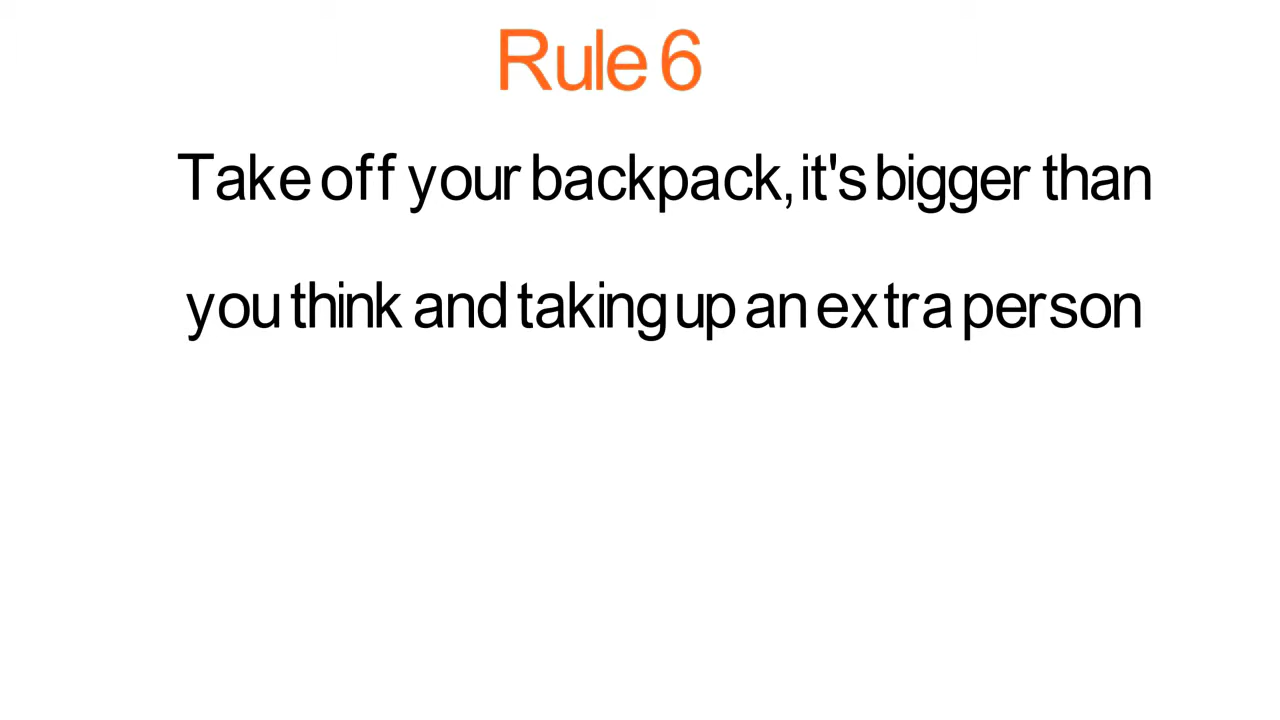 Rule 6
Take off your backpack, it's bigger than
you think and taking up an extra person